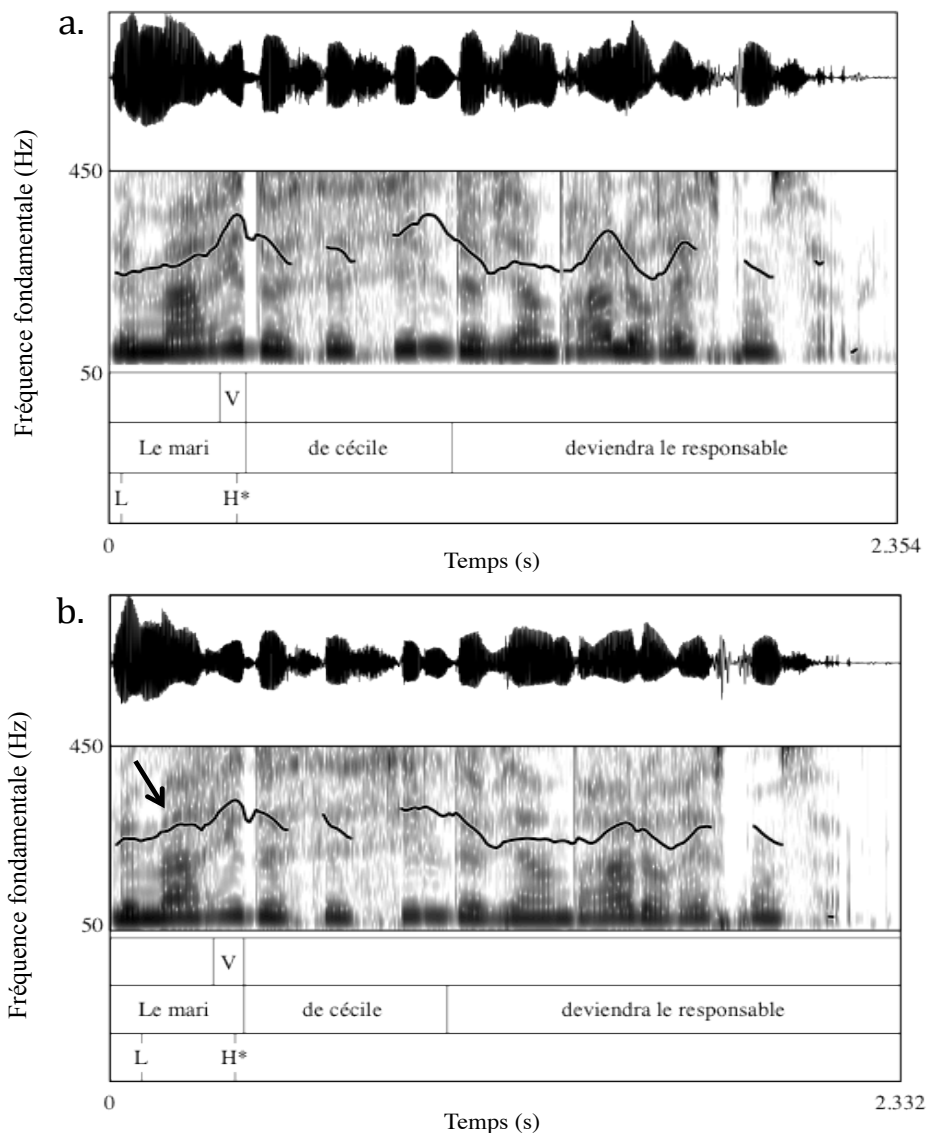 a.
Fréquence fondamentale (Hz)
450
50
V
Le mari de cécile deviendra le responsable
L H*
0 Temps (s) 2.354
b.
Fréquence fondamentale (Hz)
450
50
V
Le mari de cécile deviendra le responsable
L H*
0 Temps (s) 2.332